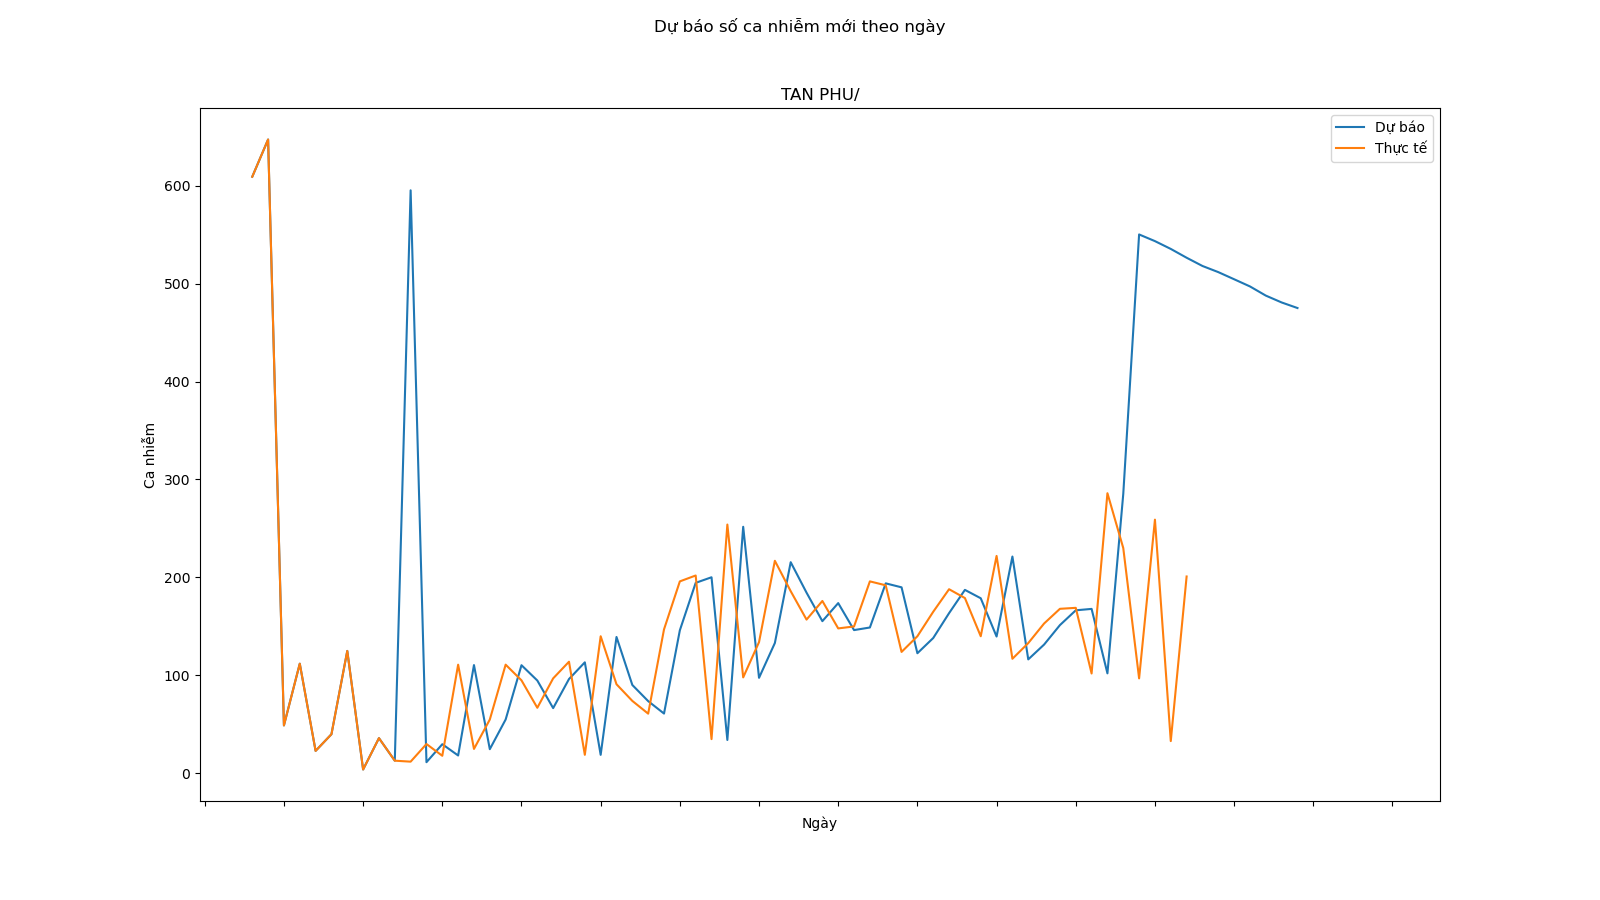 Dự báo số ca nhiễm mới theo ngày
TAN PHU/
Dự báo
Thực tế
600
500
400
300
200
100
0
Ca nhiễm
Ngày